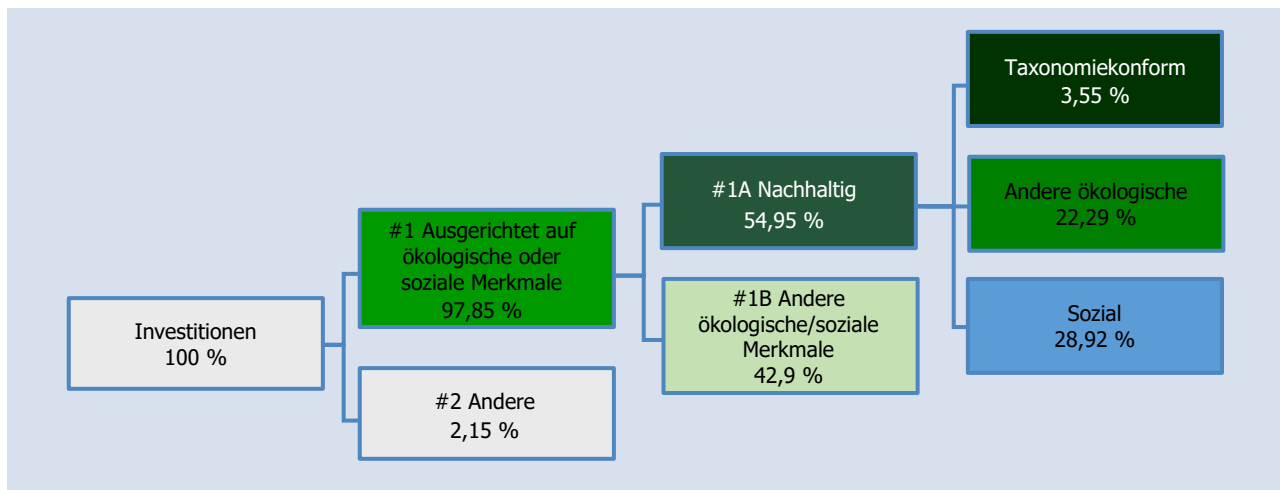 Investitionen
100 %
#1 Ausgerichtet auf
ökologische oder
soziale Merkmale
97,85 %
#2 Andere
2,15 %
#1A Nachhaltig
54,95 %
#1B Andere
ökologische/soziale
Merkmale
42,9 %
Taxonomiekonform
3,55 %
Andere ökologische
22,29 %
Sozial
28,92 %